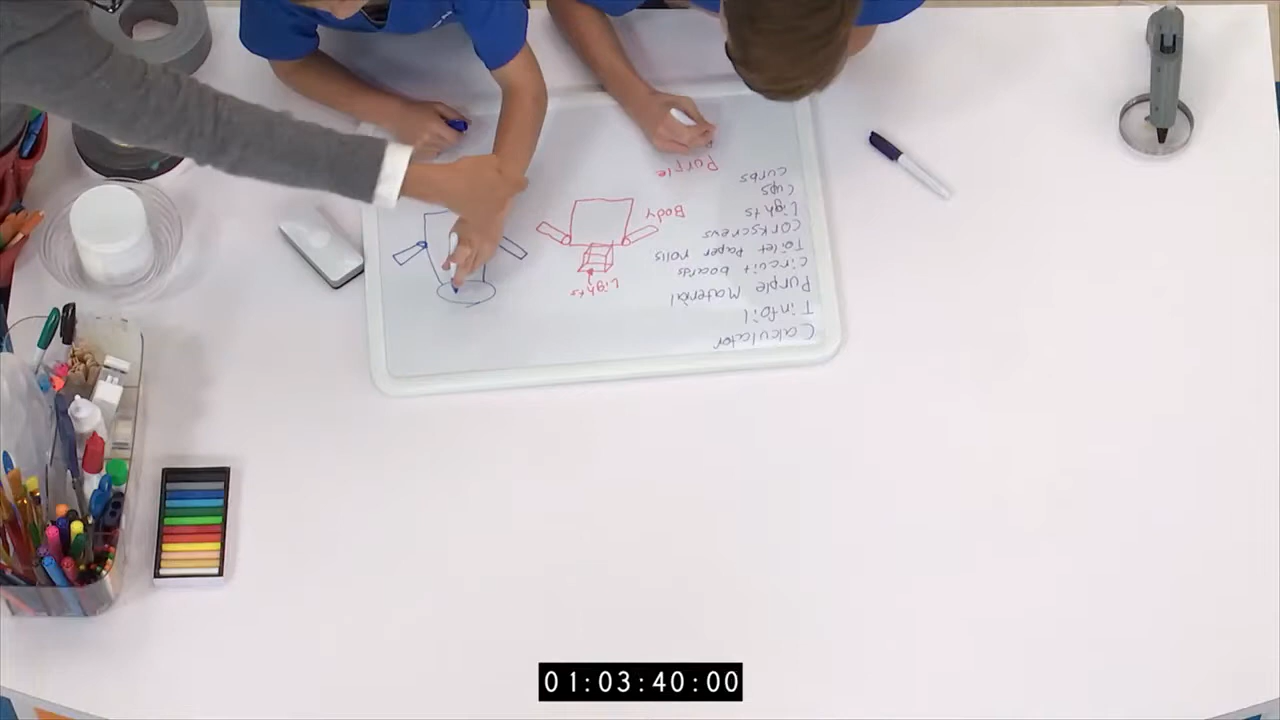 Calculator
Tinfoil
Purple Material
circuit boards
Toilet Paper rolls
corkscrews
Lights
Cups
curbs
Lights
Body
Purple
01:03:40:00